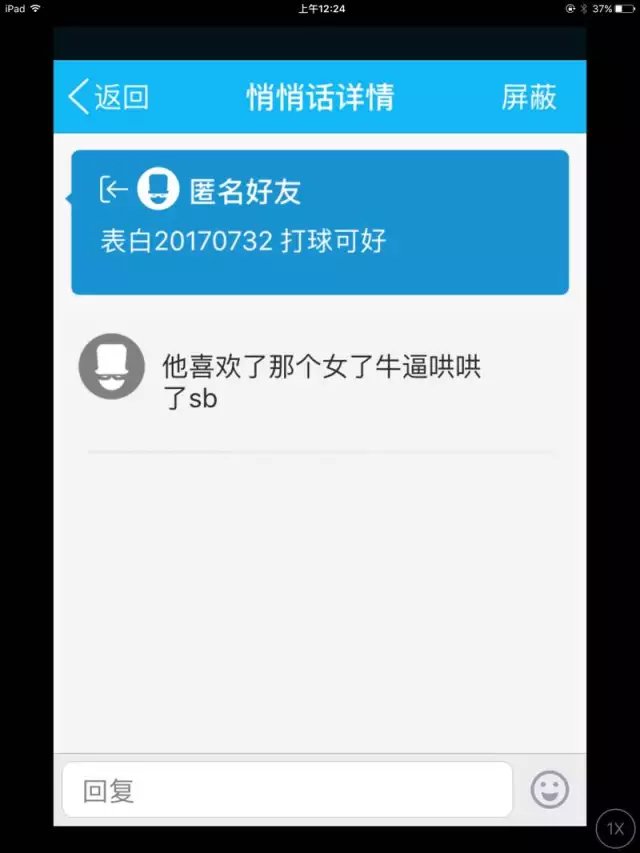 iPad 上午12:24 37%
返回 悄悄话详情 屏蔽
匿名好友
表白20170732 打球可好
他喜欢了那个女了牛逼哄哄
了sb
回复
1X